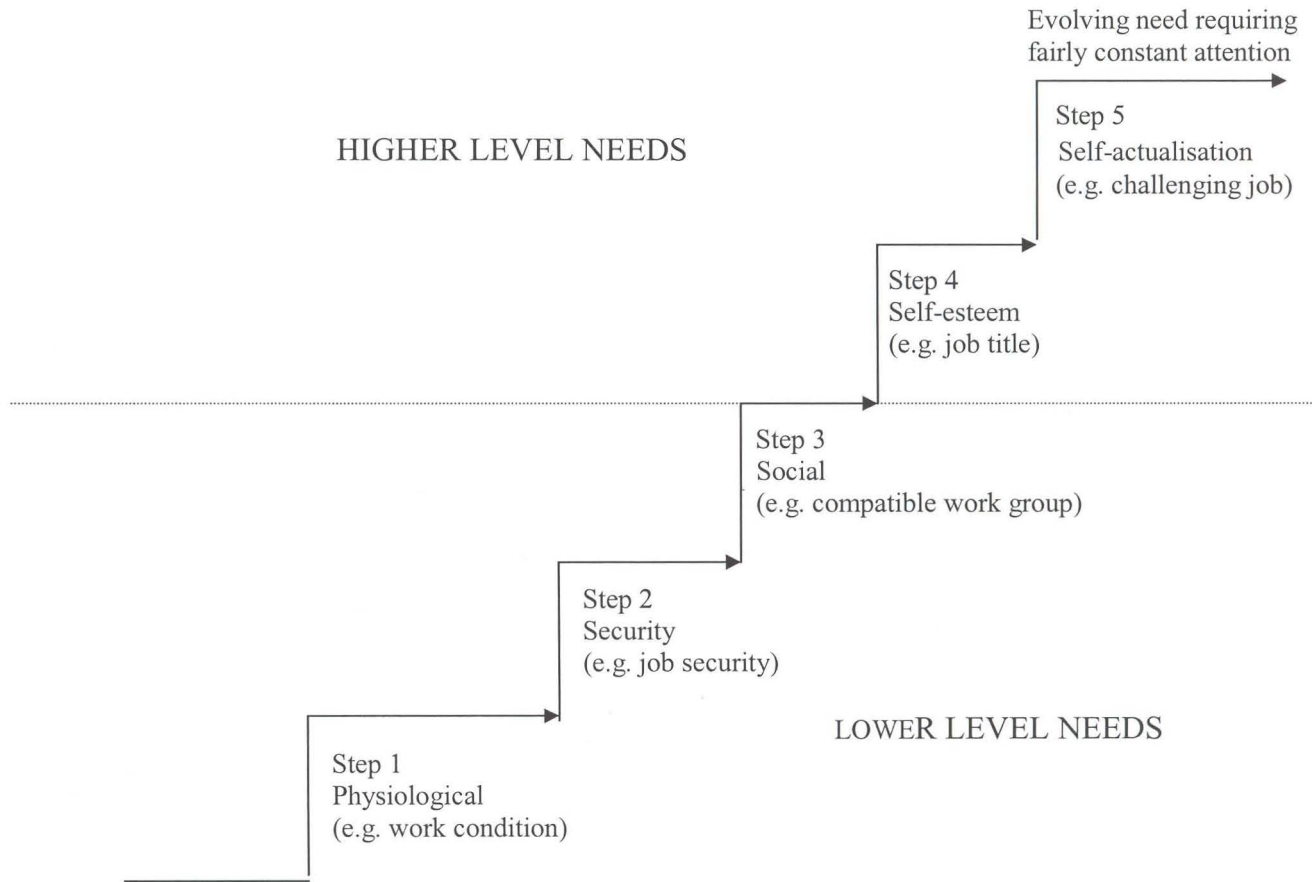 Evolving need requiring
fairly constant attention
Step 5
Self-actualisation
(e.g. challenging job)
HIGHER LEVEL NEEDS
Step 4
Self-esteem
(e.g. job title)
Step 3
Social
(e.g. compatible work group)
Step 2
Security
(e.g. job security)
LOWER LEVEL NEEDS
Step 1
Physiological
(e.g. work condition)